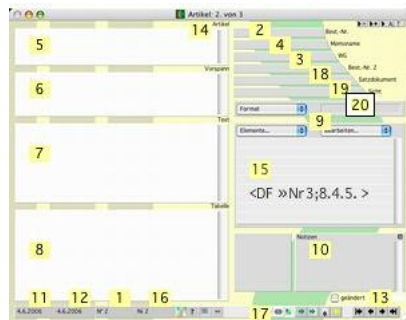 Artikel: 2. von 3
14 Artikel
5
Vorspann
6
Text
7
Tabelle
8
2 Best.-Nr.
4 Memoname
3 WG
18 Best.-Nr. 2
19 Satzdokument
20
Format
9
Elemente... bearbeiten...
15
<DF »Nr3;8.4.5. >
Notizen
10
geändert
11 12 1 16 17 13
4.6.2006 4.6.2006 N° 2 Nr 2